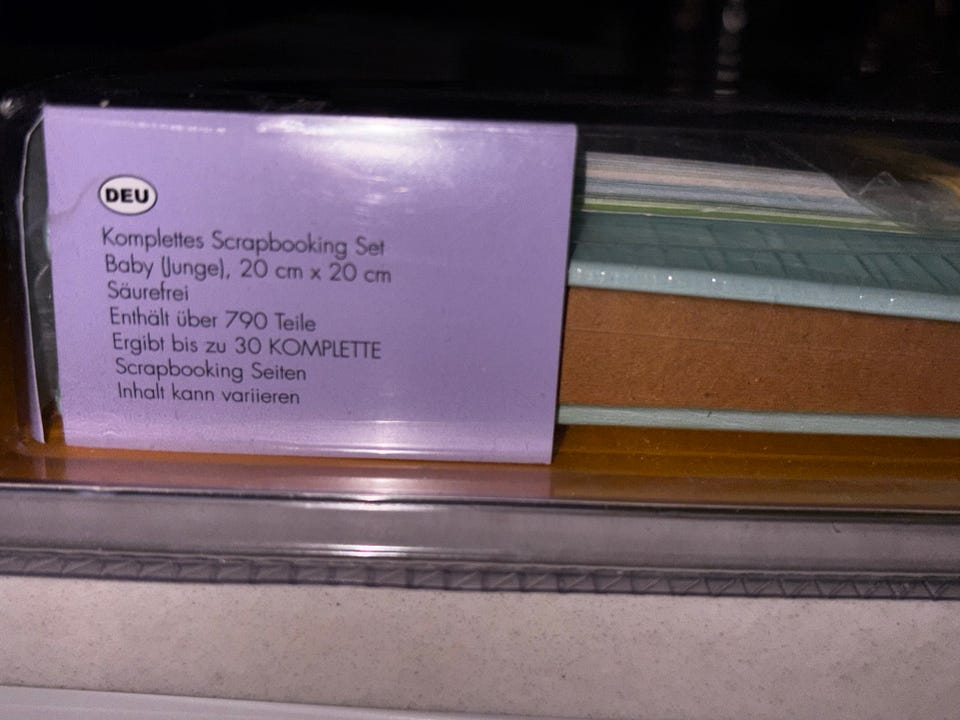 DEU
Komplettes Scrapbooking Set
Baby (Junge), 20 cm x 20 cm
Säurefrei
Enthält über 790 Teile
Ergibt bis zu 30 KOMPLETTE
Scrapbooking Seiten
Inhalt kann variieren